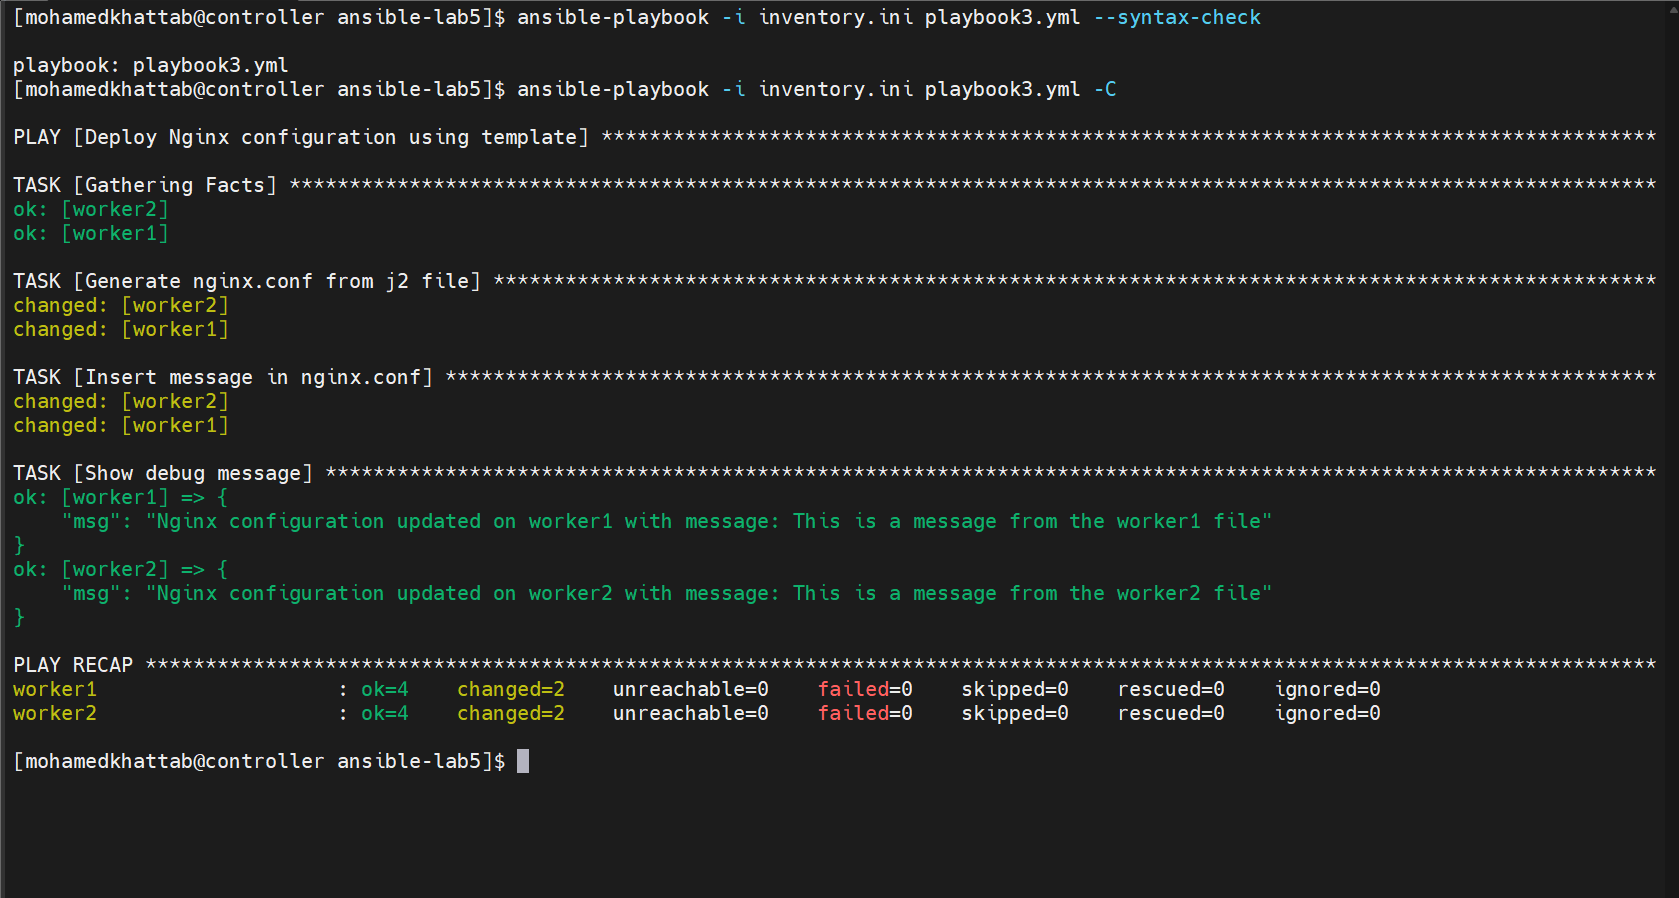 [mohamedkhattab@controller ansible-lab5]$ ansible-playbook -i inventory.ini playbook3.yml --syntax-check
playbook: playbook3.yml
[mohamedkhattab@controller ansible-lab5]$ ansible-playbook -i inventory.ini playbook3.yml -C
PLAY [Deploy Nginx configuration using template] ****************************************************************************************
TASK [Gathering Facts] ******************************************************************************************************************
ok: [worker2]
ok: [worker1]
TASK [Generate nginx.conf from j2 file] *************************************************************************************************
changed: [worker2]
changed: [worker1]
TASK [Insert message in nginx.conf] *****************************************************************************************************
changed: [worker2]
changed: [worker1]
TASK [Show debug message] ***************************************************************************************************************
ok: [worker1] => {
    "msg": "Nginx configuration updated on worker1 with message: This is a message from the worker1 file"
}
ok: [worker2] => {
    "msg": "Nginx configuration updated on worker2 with message: This is a message from the worker2 file"
}
PLAY RECAP ******************************************************************************************************************************
worker1                    : ok=4    changed=2    unreachable=0    failed=0    skipped=0    rescued=0    ignored=0
worker2                    : ok=4    changed=2    unreachable=0    failed=0    skipped=0    rescued=0    ignored=0
[mohamedkhattab@controller ansible-lab5]$